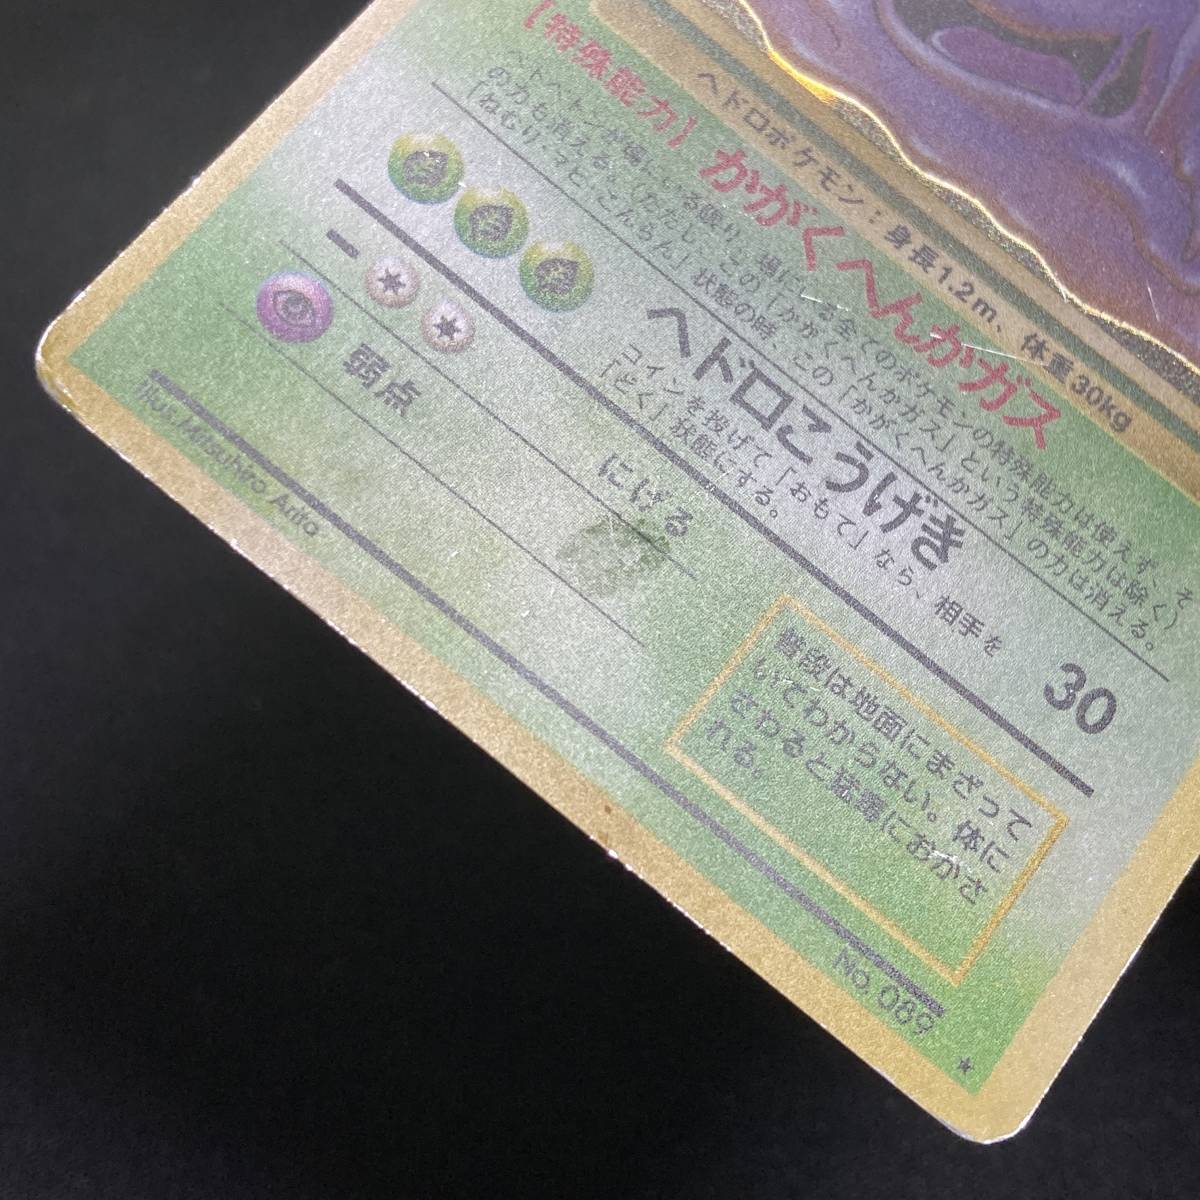 ヘドロポケモン:身長1.2m、体重30kg
【特殊能力】かがくへんかガス
ベトベトンが場にいる限り、場にいる全てのポケモンの特殊能力は使えず、そ
の力も消える。(ただし、この「かがくへんかガス」という特殊能力は除く)
「ねむり・マヒ・こんらん」状態の時、この「かがくへんかガス」の力は消える。
ヘドロこうげき 30
コインを投げて「おもて」なら、相手を
「どく」状態にする。
弱点
にげる
普段は地面にまざって
いてわからない。体に
さわると猛毒におかさ
れる。
Illus. Mitsuhiro Arita
No.089
★